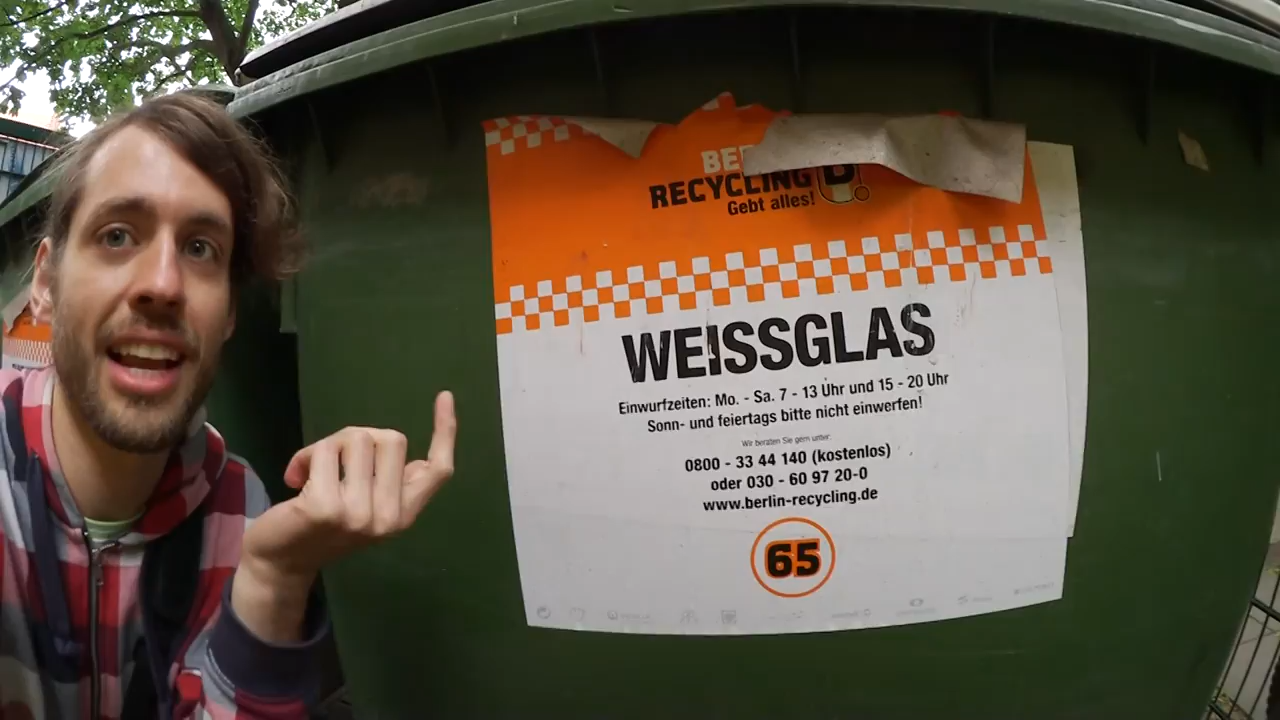 BE
RECYCLING
Gebt alles!
WEISSGLAS
Einwurfzeiten: Mo. - Sa. 7 - 13 Uhr und 15 - 20 Uhr
Sonn- und feiertags bitte nicht einwerfen!
Wir beraten Sie gern unter:
0800 - 33 44 140 (kostenlos)
oder 030 - 60 97 20-0
www.berlin-recycling.de
65